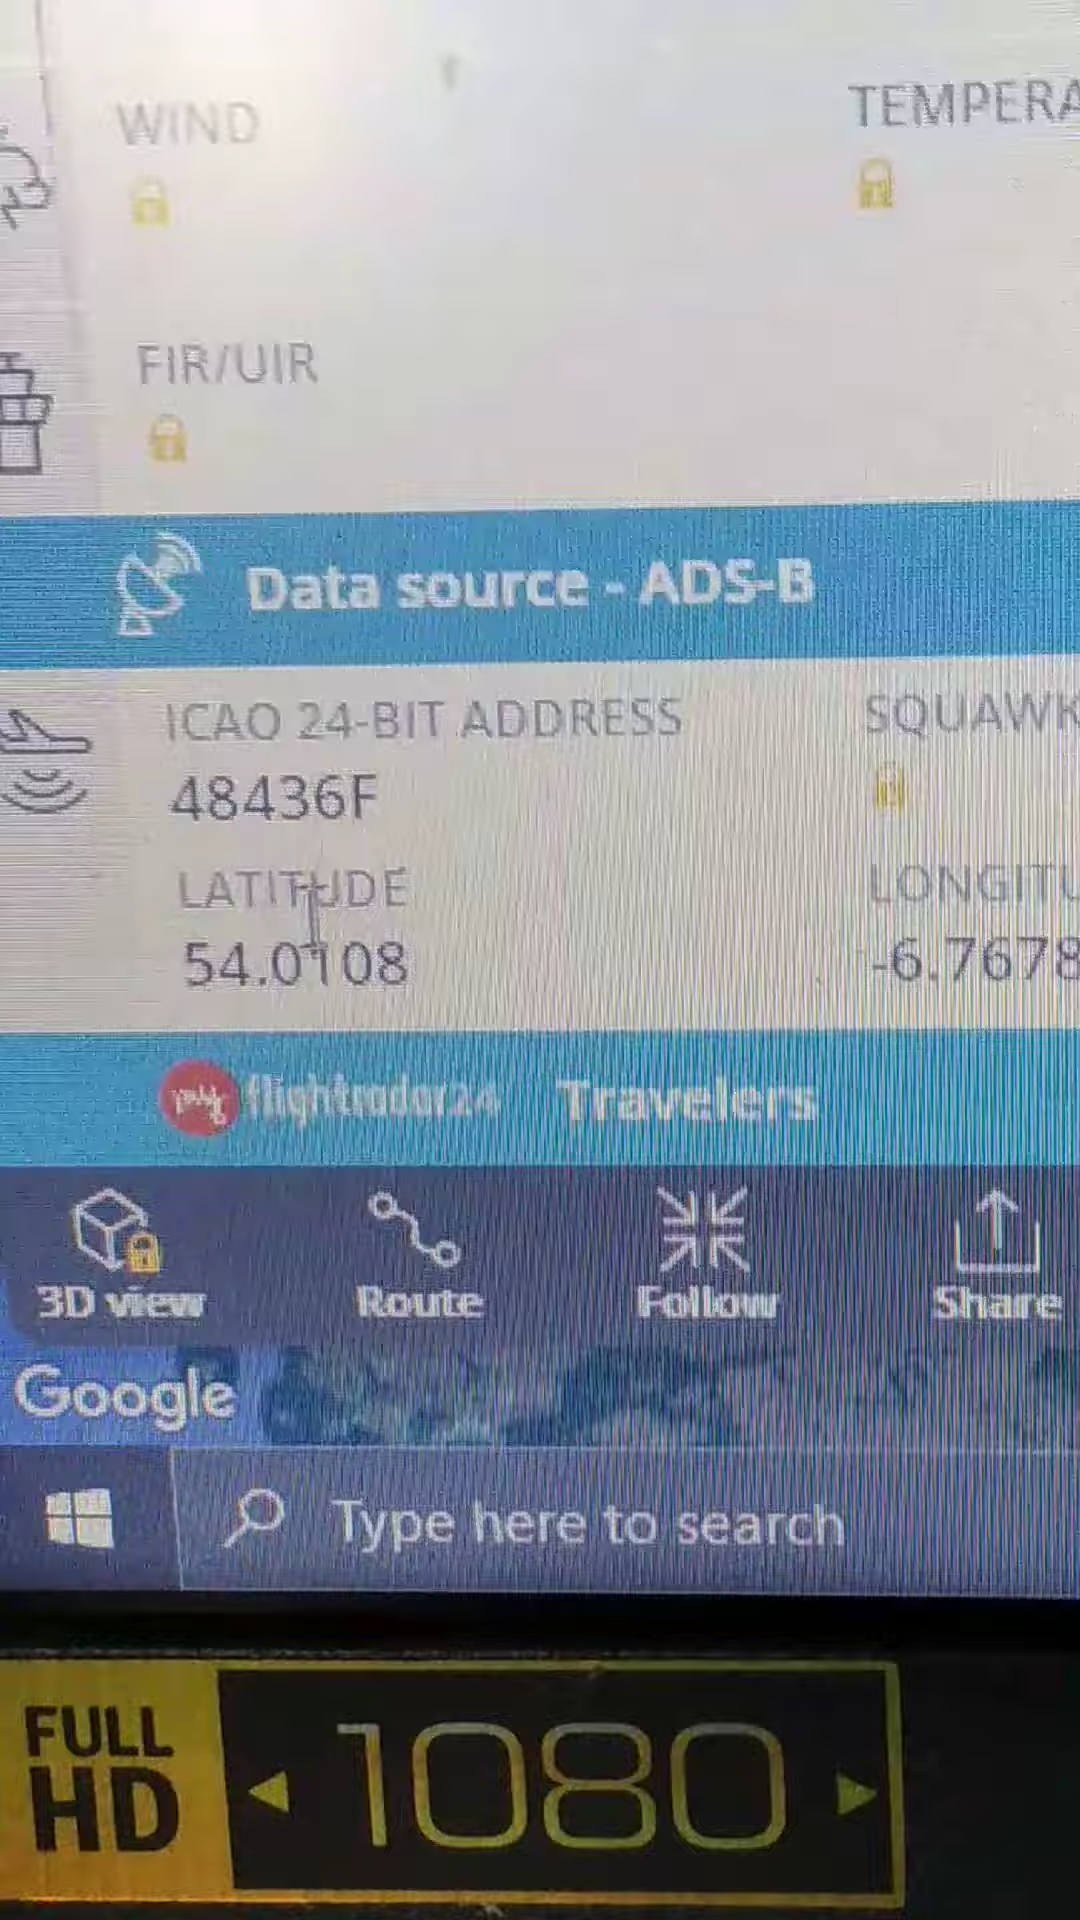 WIND
TEMPERA
FIR/UIR
Data source - ADS-B
ICAO 24-BIT ADDRESS
SQUAWK
48436F
LATITUDE
LONGITU
54.0108
-6.7678
my flightradar24 Travelers
3D view
Route
Follow
Share
Google
Type here to search
FULL HD
1080